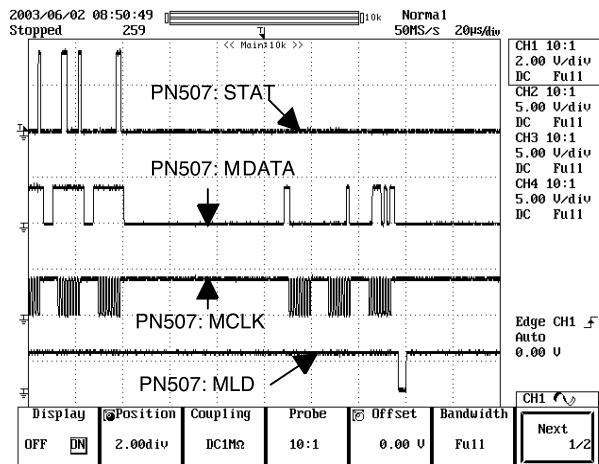 2003/06/02 08:50:49
Stopped 259
10k
Normal
50MS/s 20μs/div
<< Main:10k >>
CH1 10:1
2.00 V/div
DC Full
CH2 10:1
5.00 V/div
DC Full
CH3 10:1
5.00 V/div
DC Full
CH4 10:1
5.00 V/div
DC Full
PN507: STAT
PN507: MDATA
PN507: MCLK
PN507: MLD
Edge CH1
Auto
0.00 V
CH1
Display
OFF ON
Position
2.00div
Coupling
DC1MΩ
Probe
10:1
Offset
0.00 V
Bandwidth
Full
Next
1/2